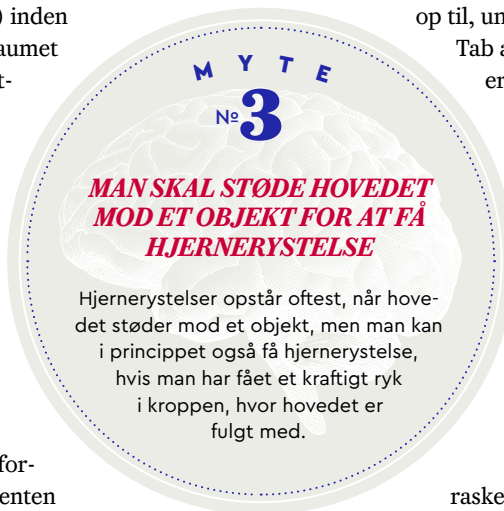 ) inden
aumet
t-
op til, un
Tab a
er
MYTE
Nº3
MAN SKAL STØDE HOVEDET
MOD ET OBJEKT FOR AT FÅ
HJERNERYSTELSE
Hjernerystelser opstår oftest, når hove-
det støder mod et objekt, men man kan
i princippet også få hjernerystelse,
hvis man har fået et kraftigt ryk
i kroppen, hvor hovedet er
fulgt med.
for-
enten
raske